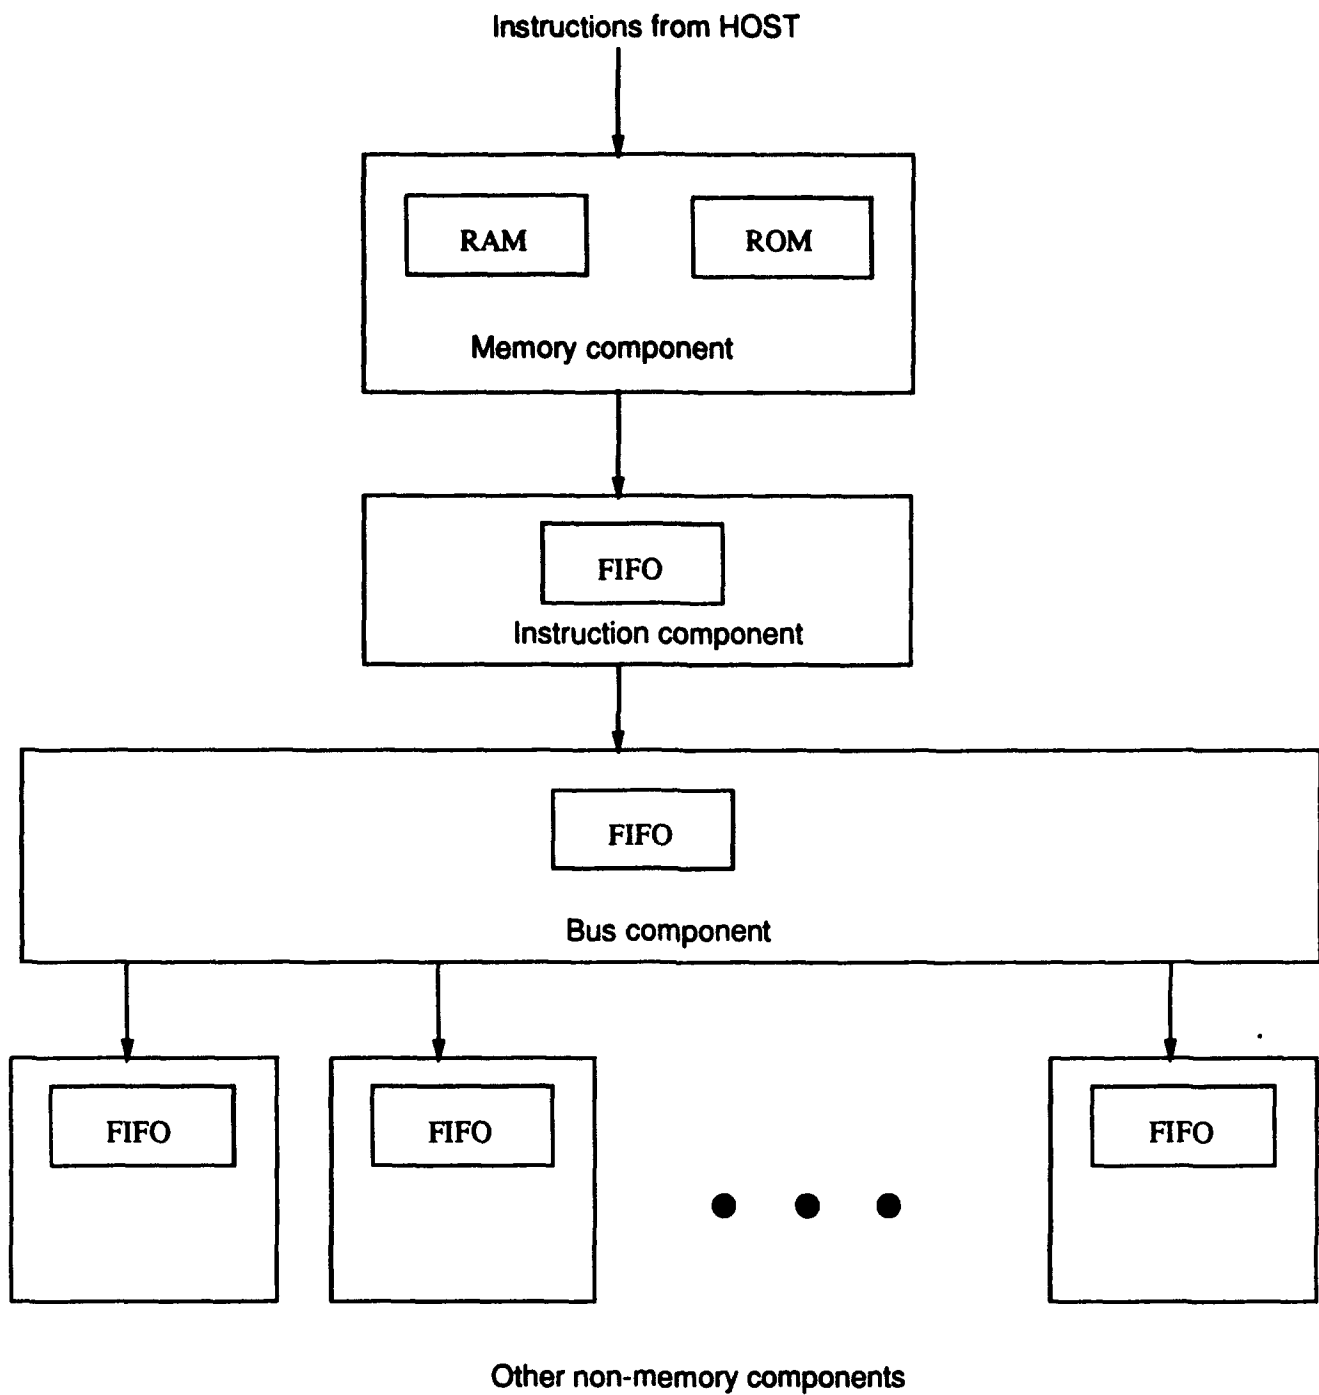 Instructions from HOST
RAM
ROM
Memory component
FIFO
Instruction component
FIFO
Bus component
FIFO
FIFO
FIFO
Other non-memory components